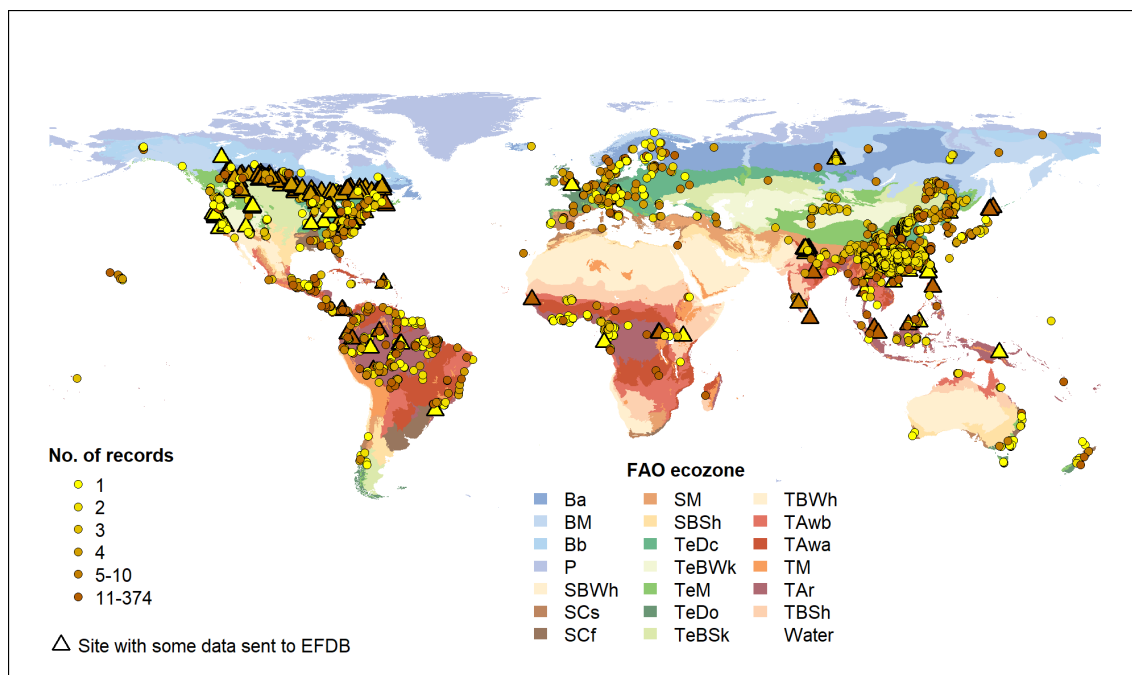 No. of records
1
2
3
4
5-10
11-374
Site with some data sent to EFDB
FAO ecozone
Ba
BM
Bb
P
SBWh
SCs
SCf
SM
SBSh
TeDc
TeBWk
TeM
TeDo
TeBSk
TBWh
TAwb
TAwa
TM
TAr
TBSh
Water